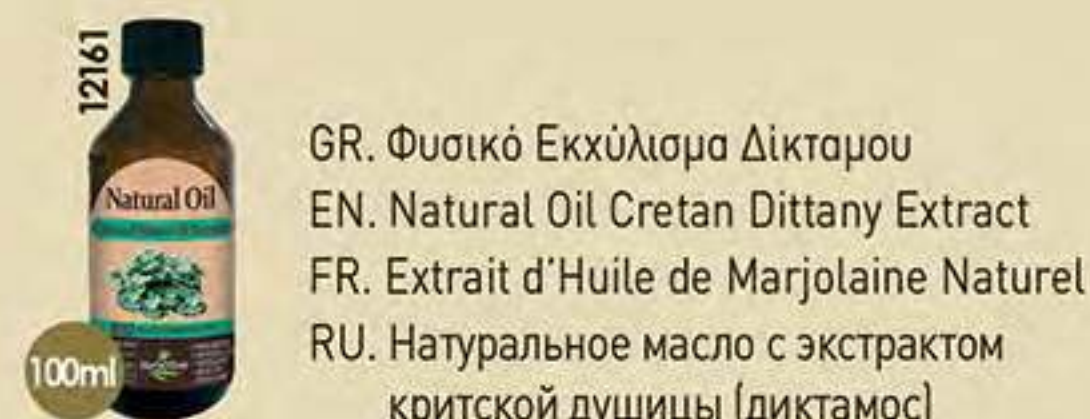 12161
Natural Oil
100ml
GR. Φυσικό Εκχύλισμα Δίκταμου
EN. Natural Oil Cretan Dittany Extract
FR. Extrait d'Huile de Marjolaine Naturel
RU. Натуральное масло с экстрактом
критской душицы (диктамос)